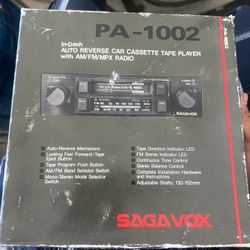 PA-1002
In-Dash
AUTO REVERSE CAR CASSETTE TAPE PLAYER
with AM/FM/MPX RADIO
Auto-Reverse Mechanism
Locking Fast Forward/Tape
Eject Button
Tape Program Push Button
AM/FM Band Selector Switch
Mono/Stereo Mode Selector
Switch
Tape Direction Indicator LED
FM Stereo Indicator LED
Continuous Tone Control
Stereo Balance Control
Complete Installation Hardware
and Instructions
Adjustable Shafts: 130-152mm
SAGAVOX
PA-1002
SAGAVOX